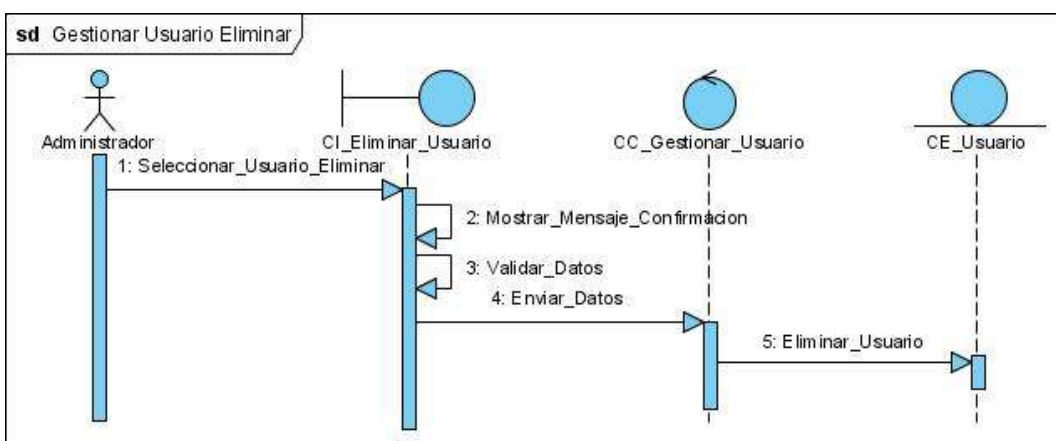 sd Gestionar Usuario Eliminar
Administrador
CI_Eliminar_Usuario
CC_Gestionar_Usuario
CE_Usuario
1: Seleccionar_Usuario_Eliminar
2: Mostrar_Mensaje_Confirmacion
3: Validar_Datos
4: Enviar_Datos
5: Eliminar_Usuario